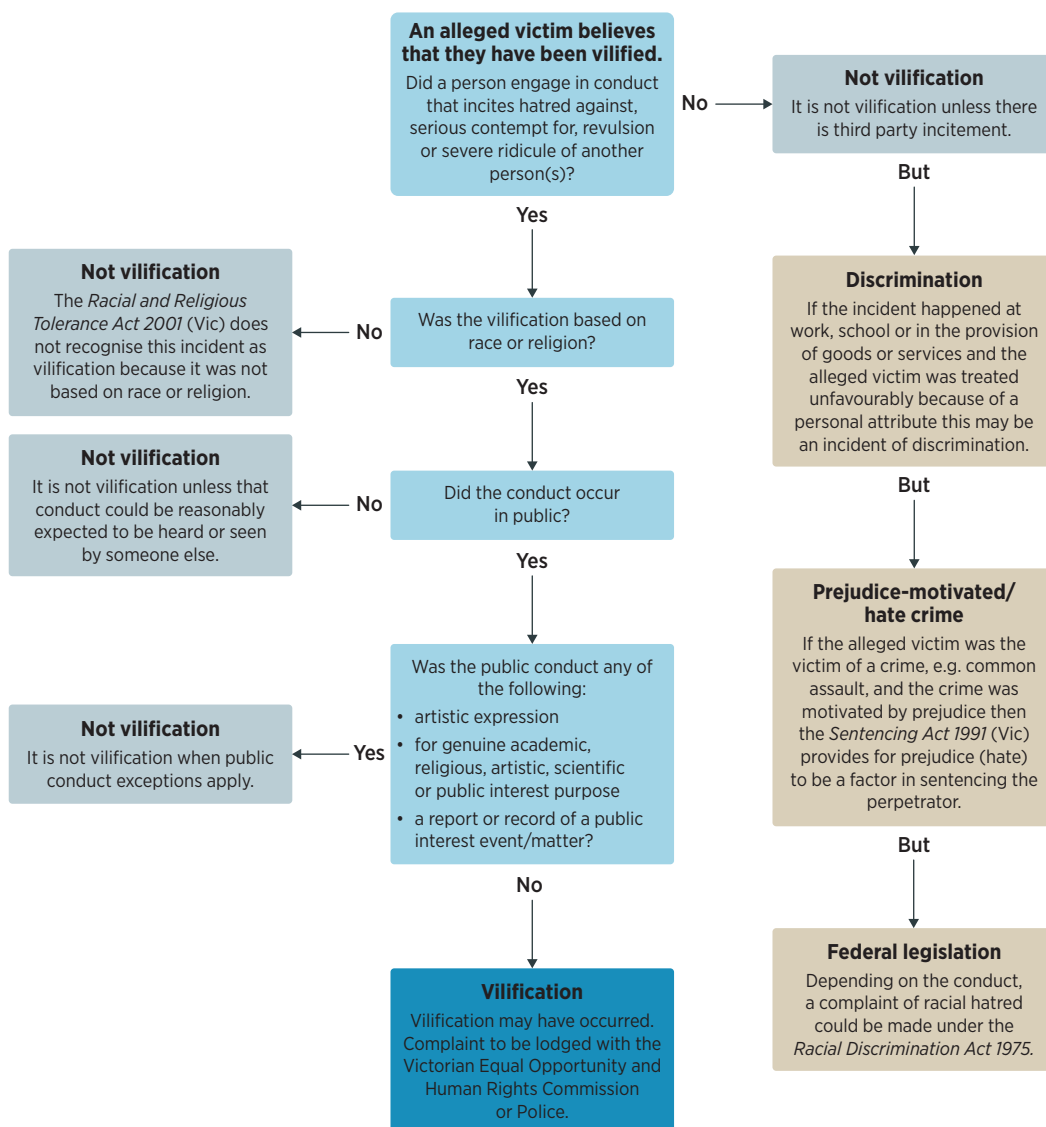 An alleged victim believes
that they have been vilified.
Did a person engage in conduct
that incites hatred against,
serious contempt for, revulsion
or severe ridicule of another
person(s)?
No
Not vilification
It is not vilification unless there
is third party incitement.
But
Discrimination
If the incident happened at
work, school or in the provision
of goods or services and the
alleged victim was treated
unfavourably because of a
personal attribute this may be
an incident of discrimination.
But
Prejudice-motivated/
hate crime
If the alleged victim was the
victim of a crime, e.g. common
assault, and the crime was
motivated by prejudice then
the Sentencing Act 1991 (Vic)
provides for prejudice (hate)
to be a factor in sentencing the
perpetrator.
But
Federal legislation
Depending on the conduct,
a complaint of racial hatred
could be made under the
Racial Discrimination Act 1975.
Yes
Was the vilification based on
race or religion?
No
Not vilification
The Racial and Religious
Tolerance Act 2001 (Vic) does
not recognise this incident as
vilification because it was not
based on race or religion.
Yes
Did the conduct occur
in public?
No
Not vilification
It is not vilification unless that
conduct could be reasonably
expected to be heard or seen
by someone else.
Yes
Was the public conduct any of
the following:
• artistic expression
• for genuine academic,
religious, artistic, scientific
or public interest purpose
• a report or record of a public
interest event/matter?
Yes
Not vilification
It is not vilification when public
conduct exceptions apply.
No
Vilification
Vilification may have occurred.
Complaint to be lodged with the
Victorian Equal Opportunity and
Human Rights Commission
or Police.